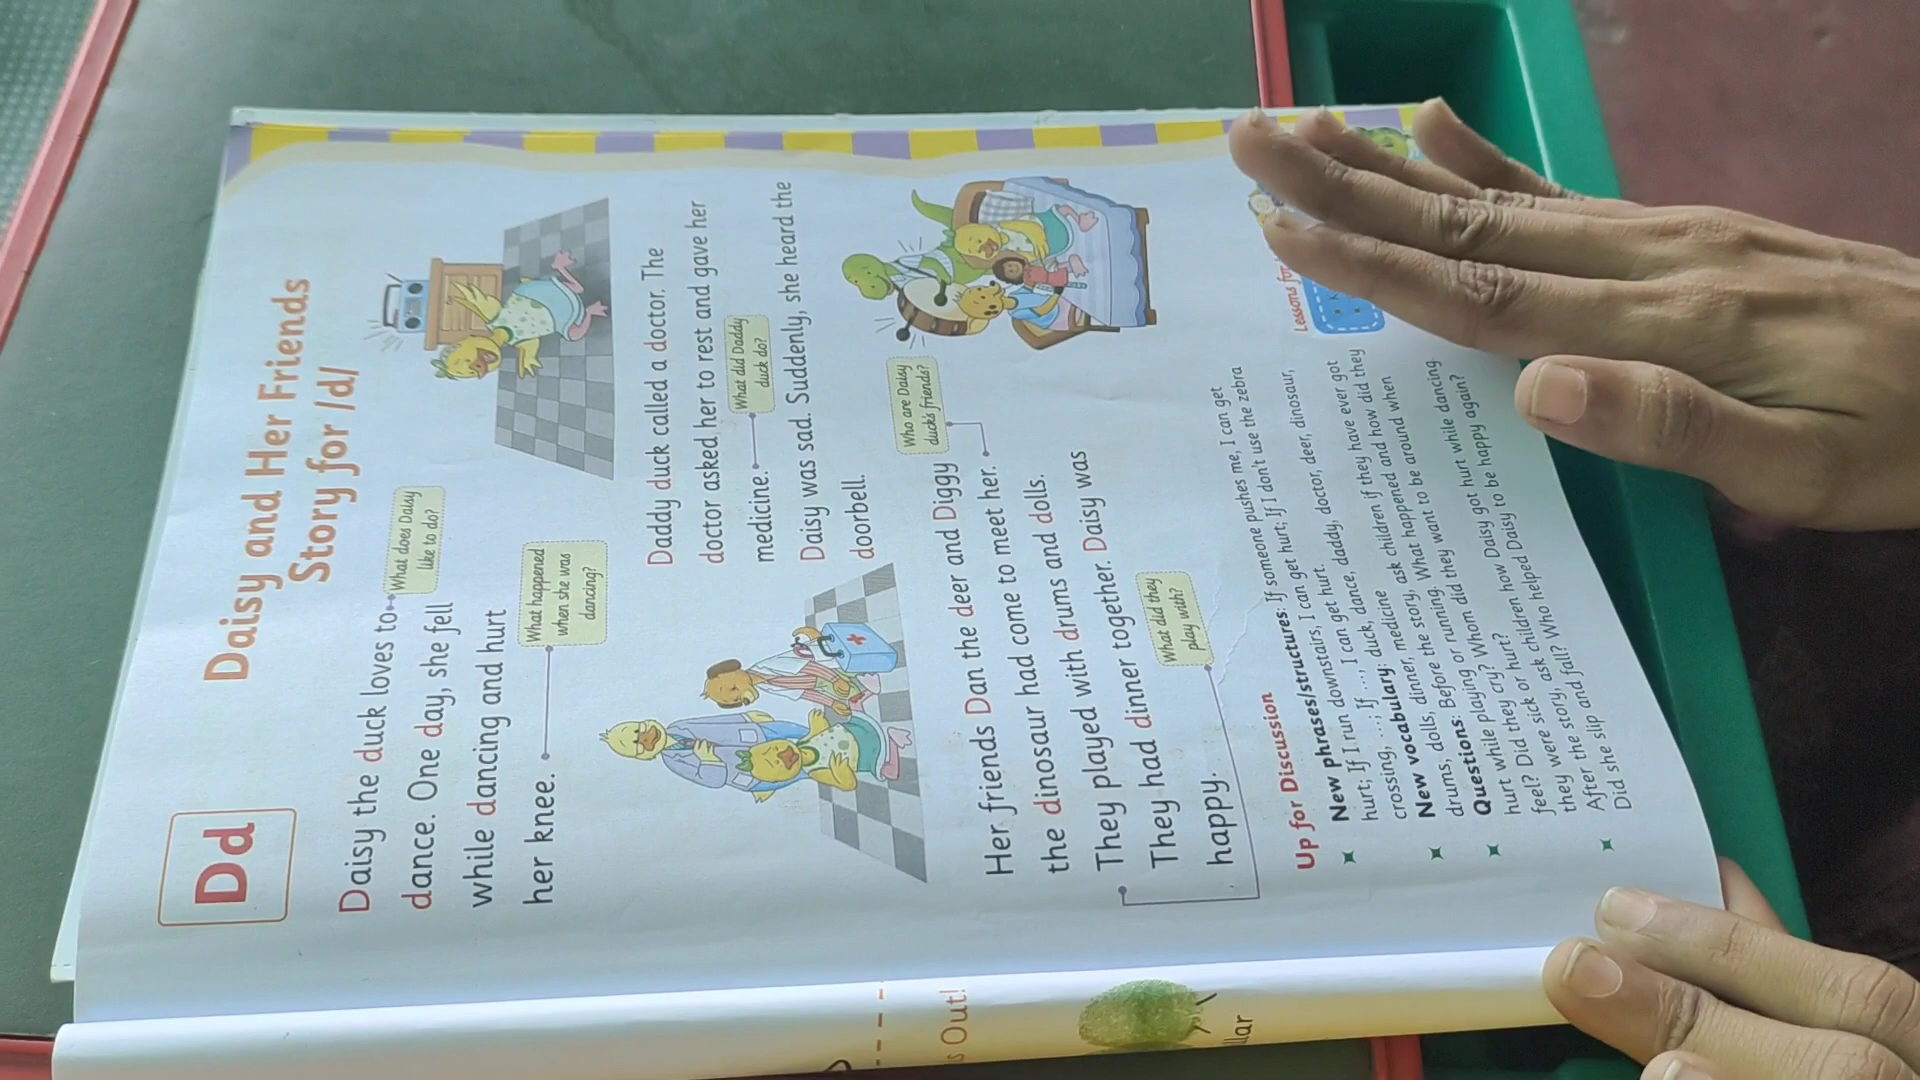 Dd
Daisy and Her Friends
Story for /d/
Daisy the duck loves to
dance. One day, she fell
while dancing and hurt
her knee.
What does Daisy
like to do?
What happened
when she was
dancing?
Daddy duck called a doctor. The
doctor asked her to rest and gave her
medicine.
What did Daddy
duck do?
Daisy was sad. Suddenly, she heard the
doorbell.
Her friends Dan the deer and Diggy
the dinosaur had come to meet her.
Who are Daisy
duck's friends?
They played with drums and dolls.
They had dinner together. Daisy was
happy.
What did they
play with?
Up for Discussion
New phrases/structures: If someone pushes me, I can get
hurt; If I run downstairs, I can get hurt; If I don't use the zebra
crossing, ...; If ..., I can get hurt.
New vocabulary: duck, dance, daddy, doctor, deer, dinosaur,
drums, dolls, dinner, medicine
Questions: Before the story, ask children if they have ever got
hurt while playing or running. What happened and how did they
feel? Did they cry? Whom did they want to be around when
they were sick or hurt?
After the story, ask children how Daisy got hurt while dancing.
Did she slip and fall? Who helped Daisy to be happy again?
Lessons for
s Out!
llar